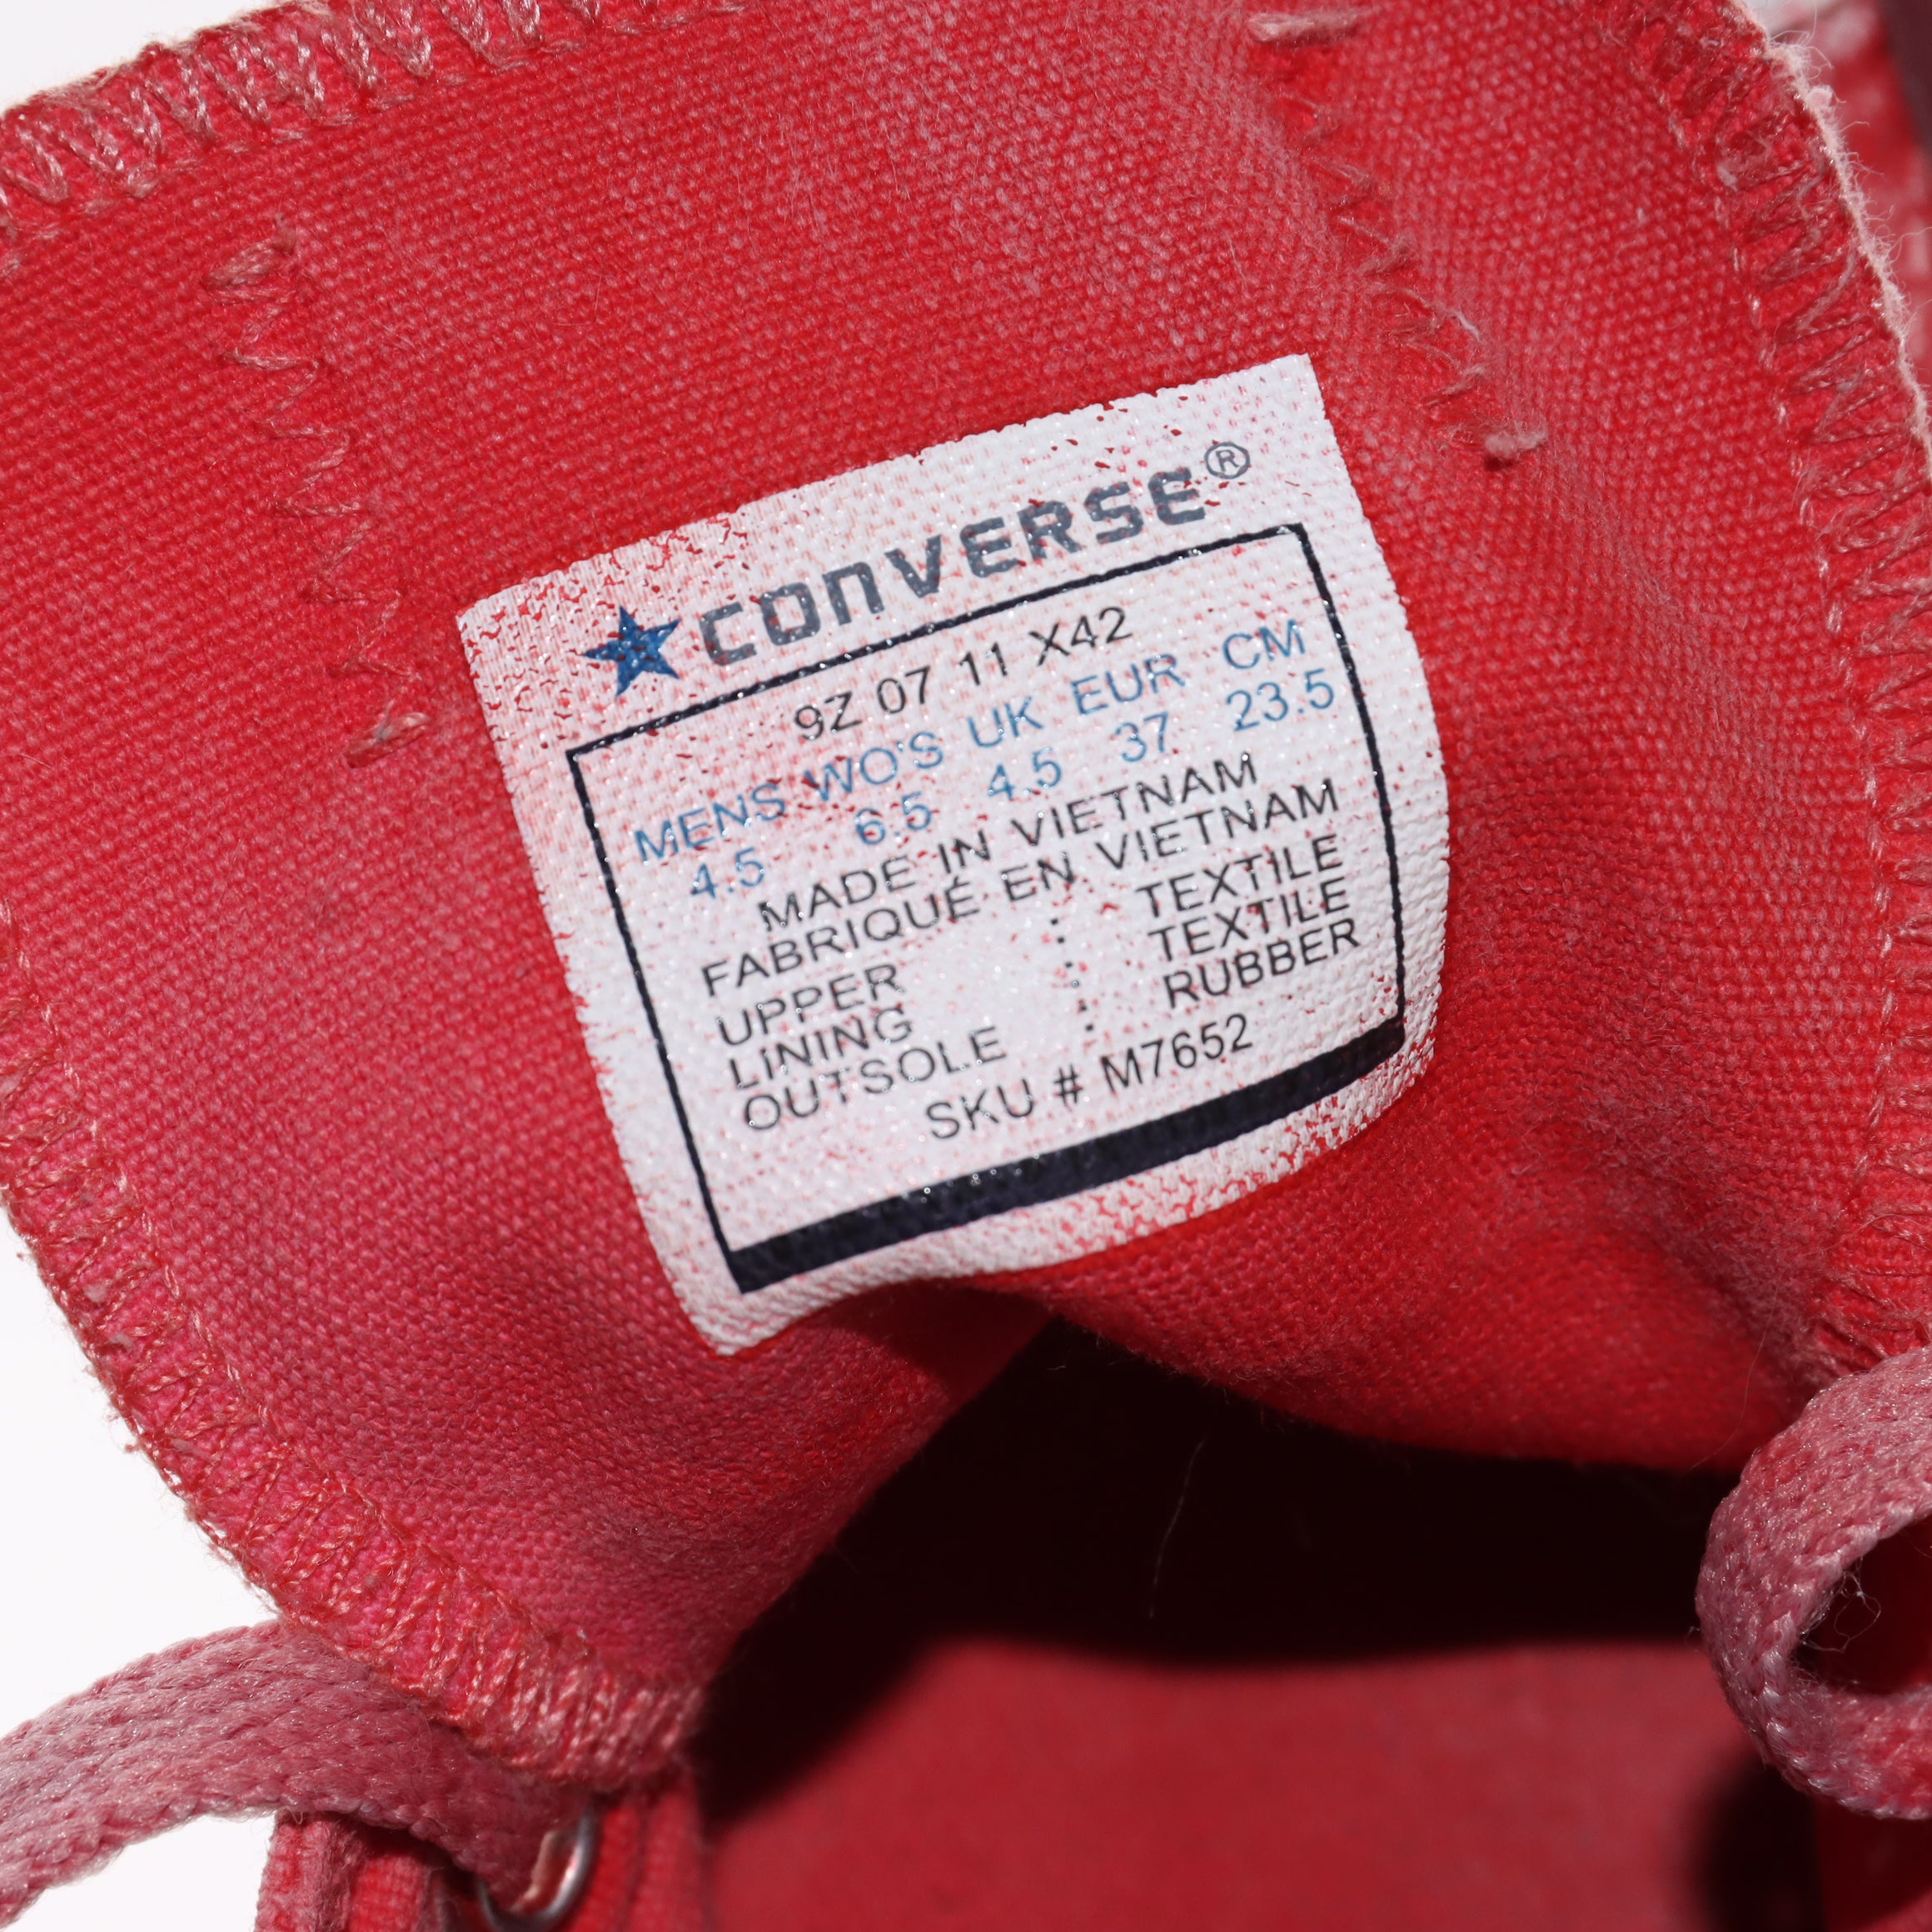 CONVERSE®
9Z 07 11 X42
MENS WO'S UK EUR CM
4.5 6.5 4.5 37 23.5
MADE IN VIETNAM
FABRIQUÉ EN VIETNAM
UPPER : TEXTILE
LINING : TEXTILE
OUTSOLE : RUBBER
SKU # M7652